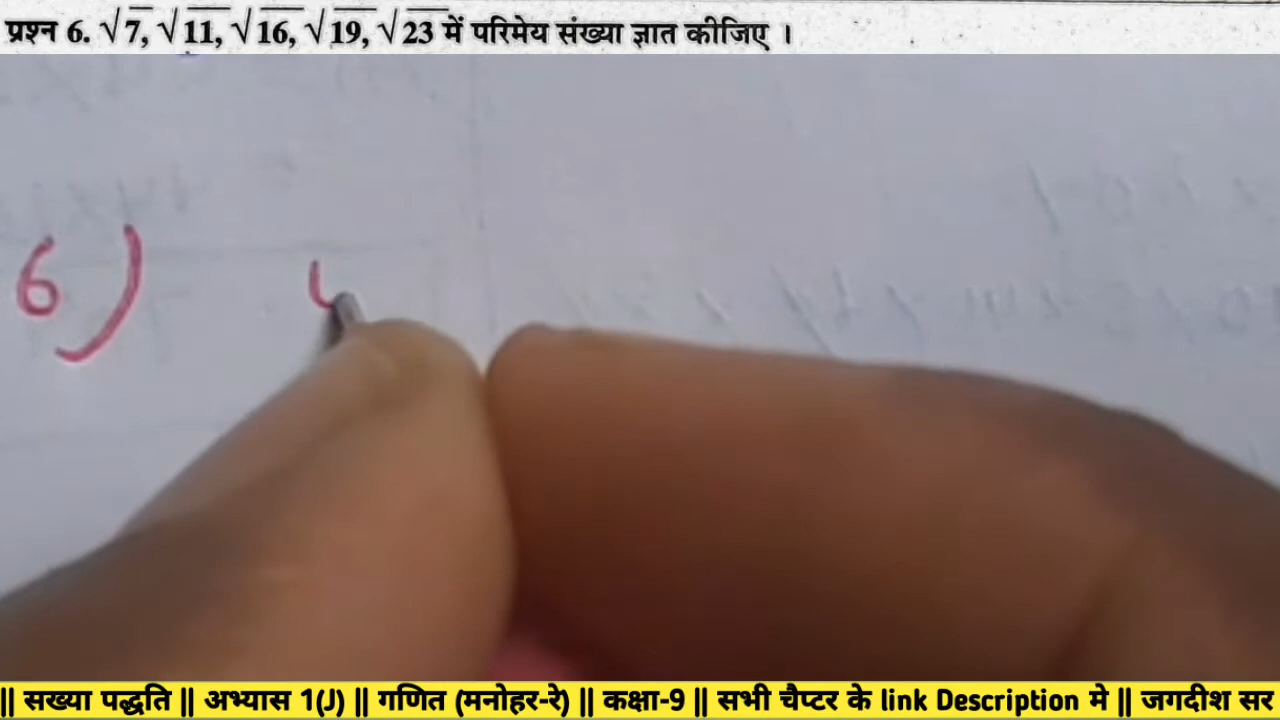 प्रश्न 6. √7, √11, √16, √19, √23 में परिमेय संख्या ज्ञात कीजिए ।
6)
|| सख्या पद्धति || अभ्यास 1(J) || गणित (मनोहर-रे) || कक्षा-9 || सभी चैप्टर के link Description मे || जगदीश सर